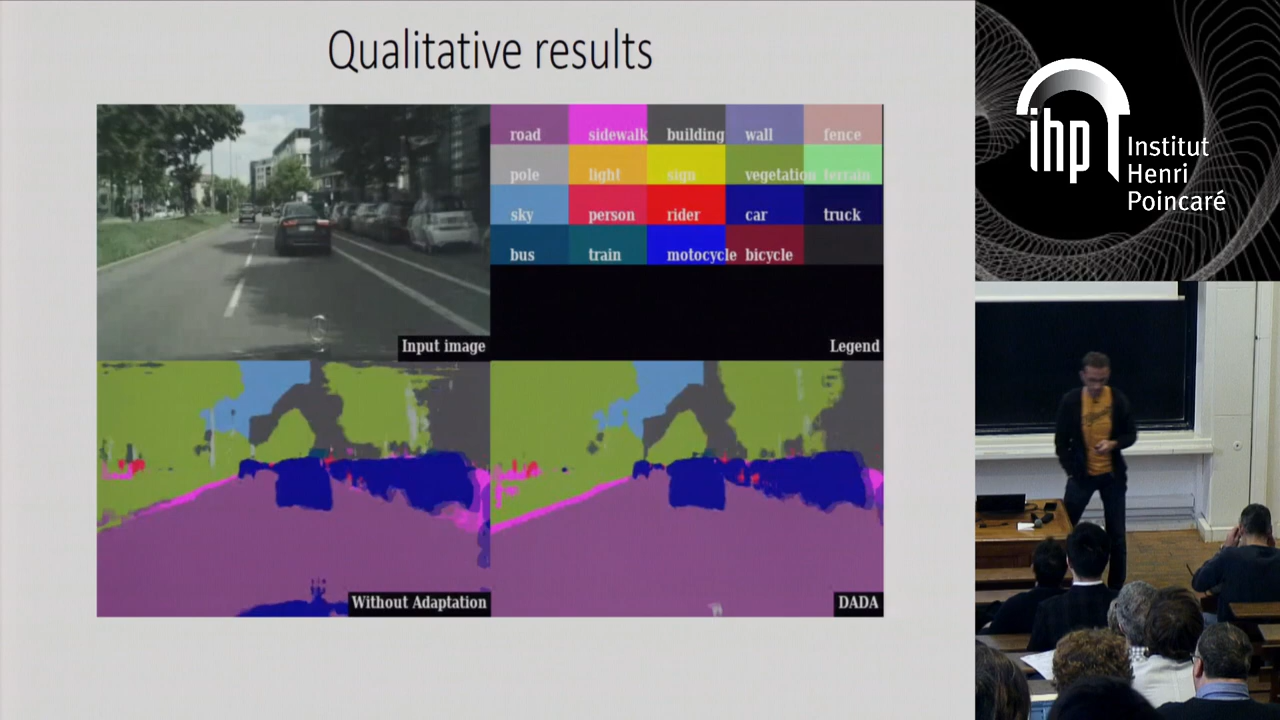 Qualitative results
road sidewalk building wall fence
pole light sign vegetation terrain
sky person rider car truck
bus train motocycle bicycle
Input image
Legend
Without Adaptation
DADA
ihp Institut
Henri
Poincaré